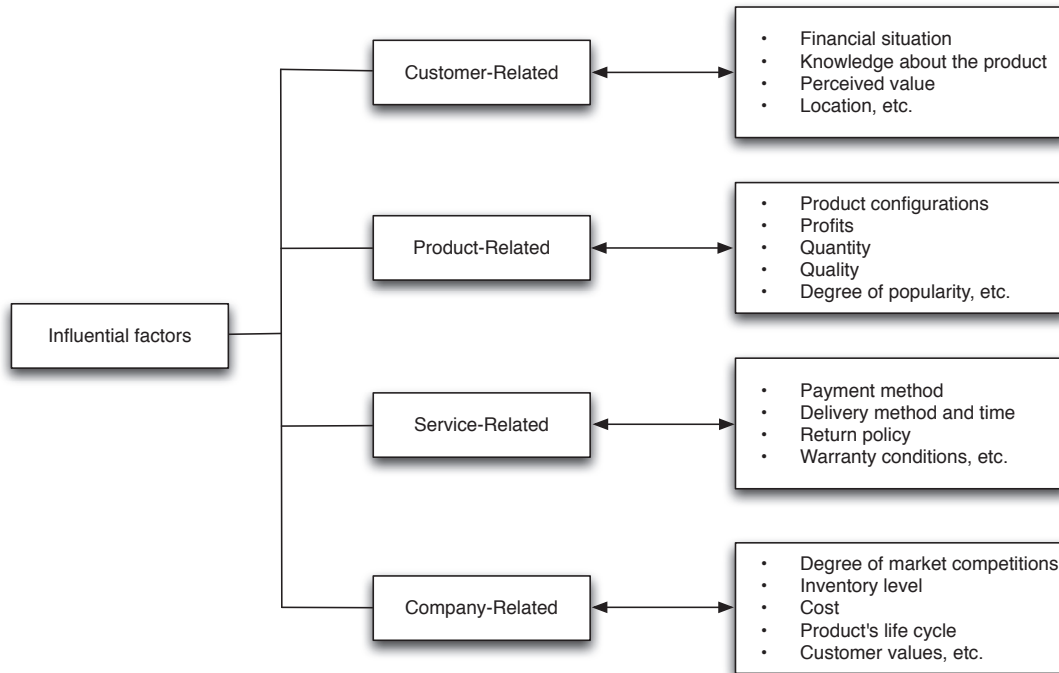 Influential factors
Customer-Related
• Financial situation
• Knowledge about the product
• Perceived value
• Location, etc.
Product-Related
• Product configurations
• Profits
• Quantity
• Quality
• Degree of popularity, etc.
Service-Related
• Payment method
• Delivery method and time
• Return policy
• Warranty conditions, etc.
Company-Related
• Degree of market competitions
• Inventory level
• Cost
• Product's life cycle
• Customer values, etc.